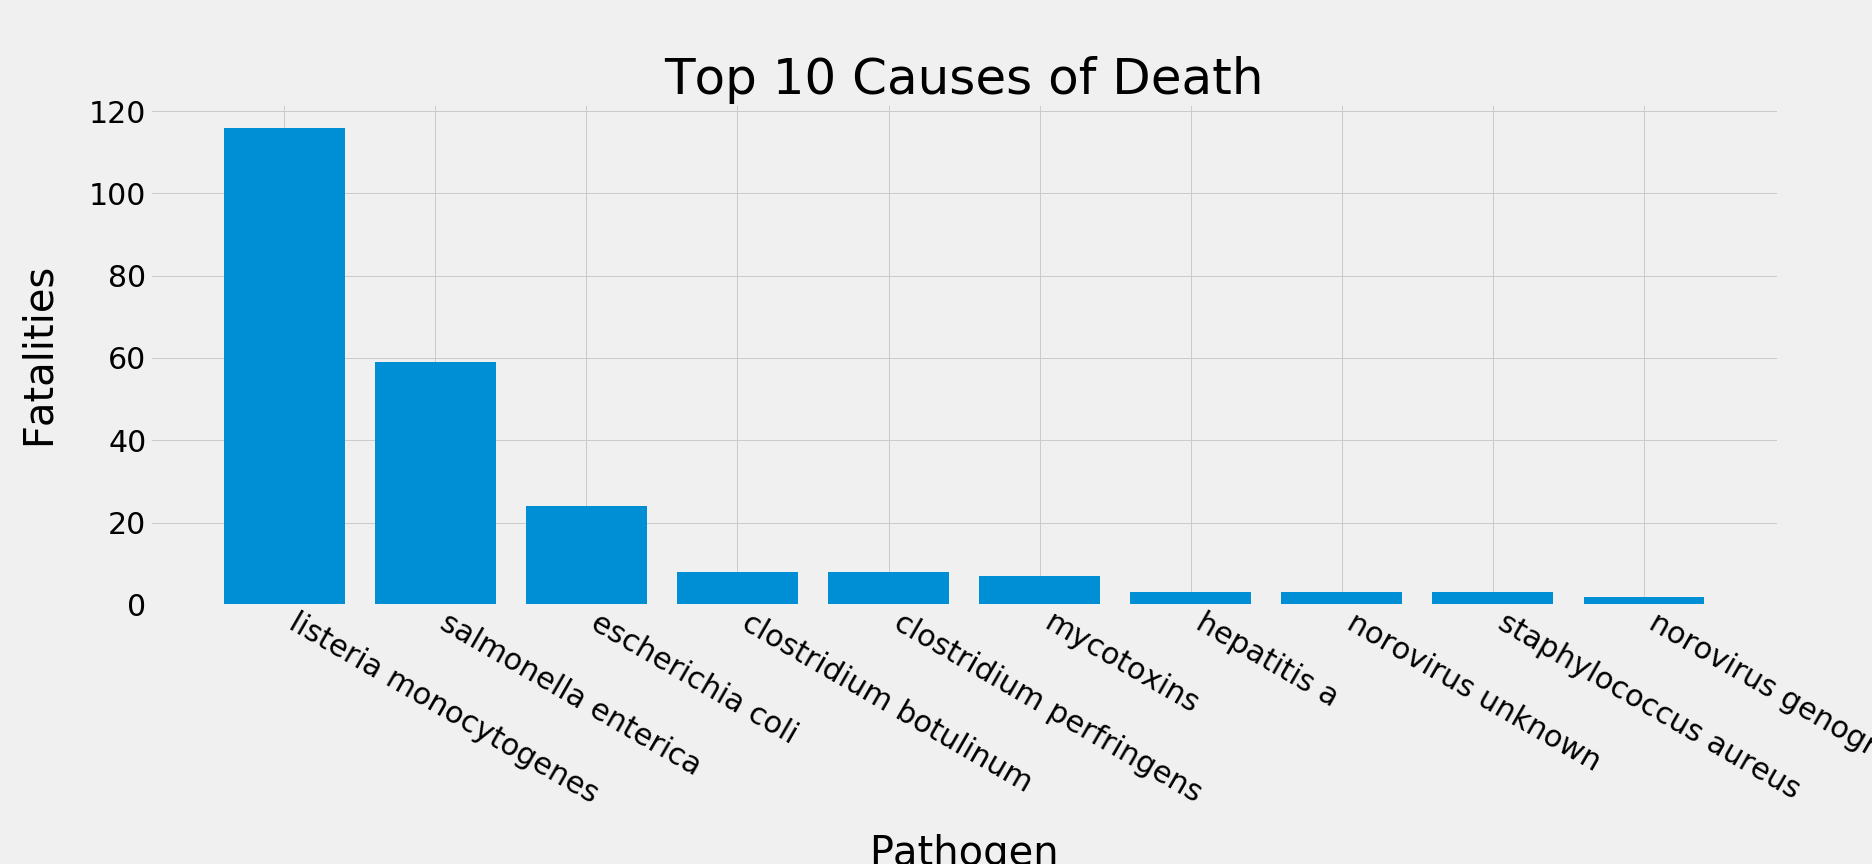 Top 10 Causes of Death
120
100
80
60
40
20
0
Fatalities
listeria monocytogenes
salmonella enterica
escherichia coli
clostridium botulinum
clostridium perfringens
mycotoxins
hepatitis a
norovirus unknown
staphylococcus aureus
norovirus
Pathogen